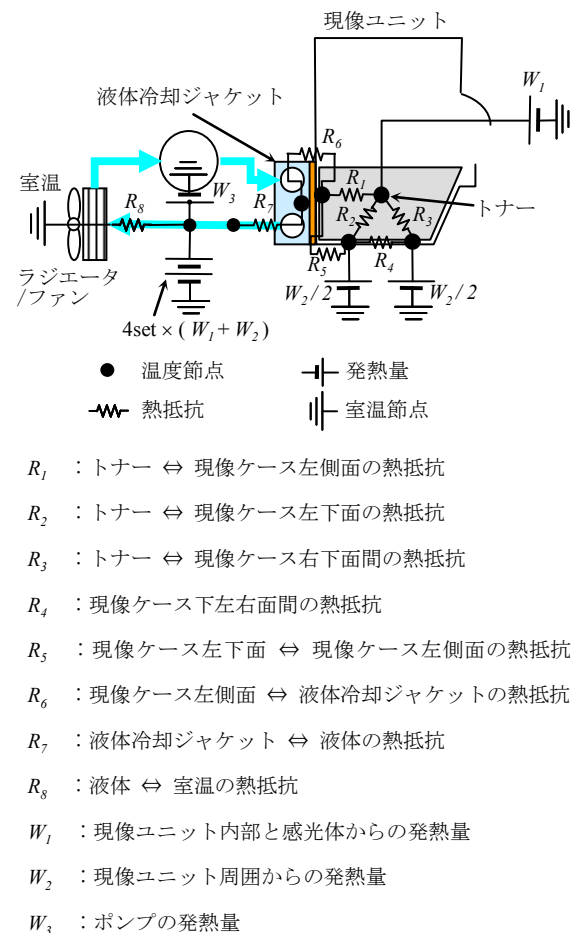 現像ユニット
W1
液体冷却ジャケット
R6
室温
R8
W3
R7
R1
トナー
R2
R3
R5
R4
ラジエータ
/ファン
W2/2
W2/2
4set × ( W1+ W2 )
温度節点
発熱量
熱抵抗
室温節点
R1 ：トナー ⇔ 現像ケース左側面の熱抵抗
R2 ：トナー ⇔ 現像ケース左下面の熱抵抗
R3 ：トナー ⇔ 現像ケース右下面間の熱抵抗
R4 ：現像ケース下左右面間の熱抵抗
R5 ：現像ケース左下面 ⇔ 現像ケース左側面の熱抵抗
R6 ：現像ケース左側面 ⇔ 液体冷却ジャケットの熱抵抗
R7 ：液体冷却ジャケット ⇔ 液体の熱抵抗
R8 ：液体 ⇔ 室温の熱抵抗
W1 ：現像ユニット内部と感光体からの発熱量
W2 ：現像ユニット周囲からの発熱量
W3 ：ポンプの発熱量